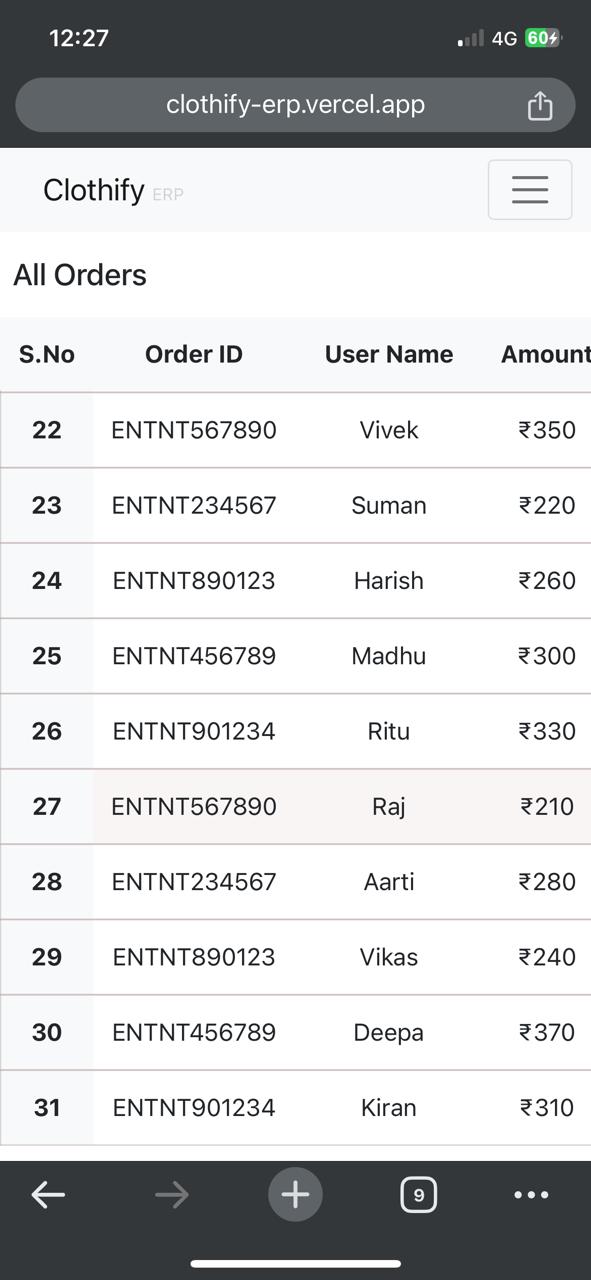 12:27 4G 60
clothify-erp.vercel.app
Clothify ERP
All Orders
S.No Order ID User Name Amount
22 ENTNT567890 Vivek ₹350
23 ENTNT234567 Suman ₹220
24 ENTNT890123 Harish ₹260
25 ENTNT456789 Madhu ₹300
26 ENTNT901234 Ritu ₹330
27 ENTNT567890 Raj ₹210
28 ENTNT234567 Aarti ₹280
29 ENTNT890123 Vikas ₹240
30 ENTNT456789 Deepa ₹370
31 ENTNT901234 Kiran ₹310
9